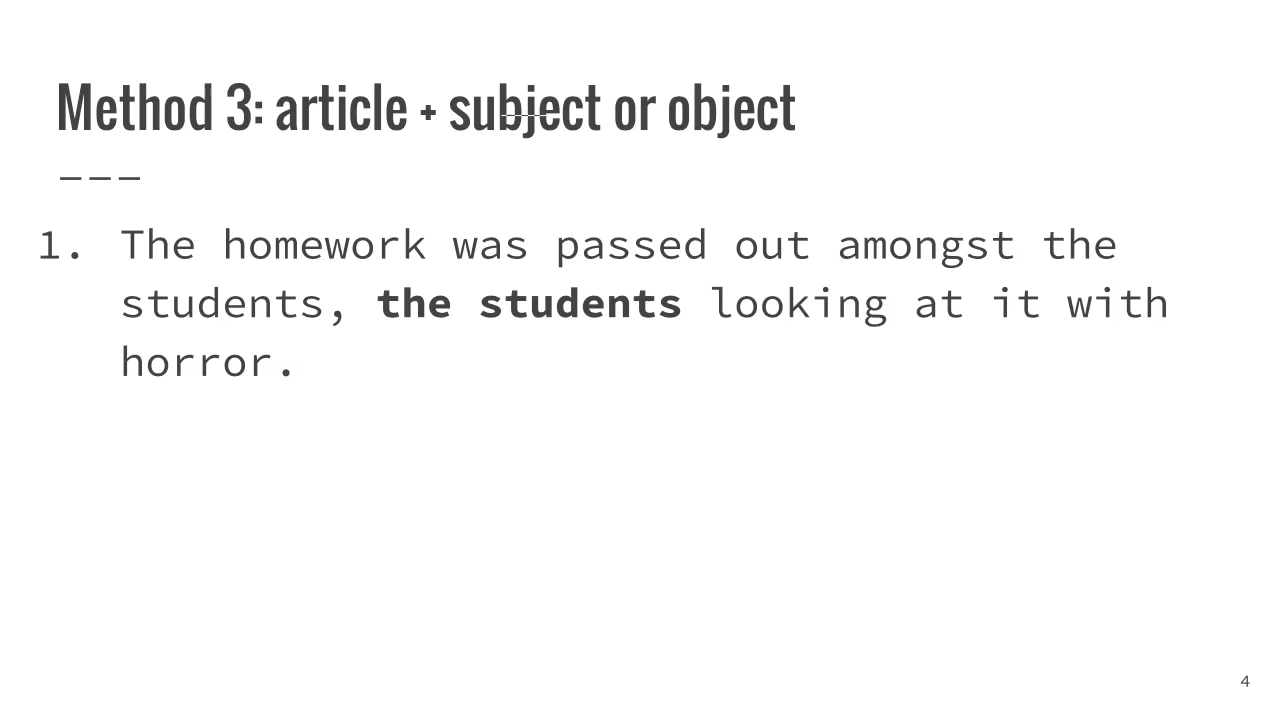 Method 3: article + subject or object
–––
1. The homework was passed out amongst the
students, the students looking at it with
horror.
4